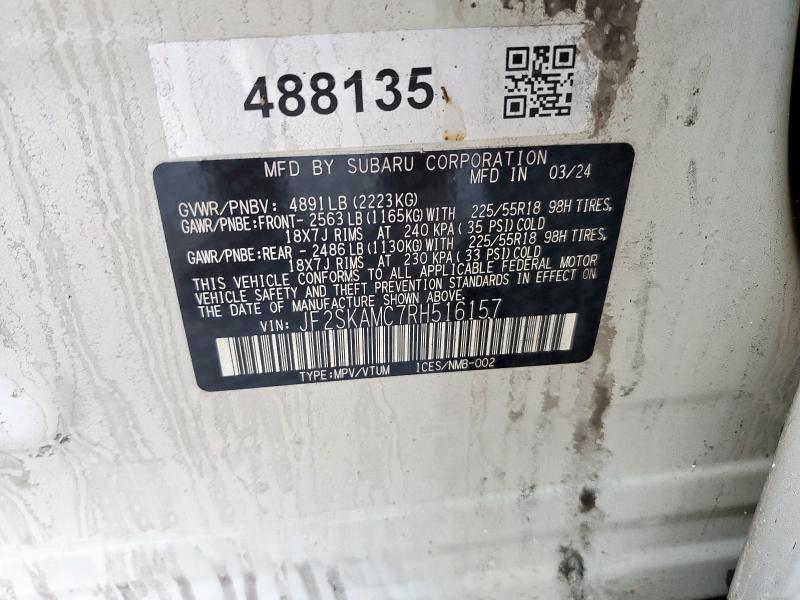 488135
MFD BY SUBARU CORPORATION
MFD IN 03/24
GVWR/PNBV: 4891LB(2223KG)
GAWR/PNBE:FRONT- 2563LB(1165KG)WITH 225/55R18 98H TIRES,
18X7J RIMS AT 240 KPA( 35 PSI)COLD
GAWR/PNBE:REAR - 2486LB(1130KG)WITH 225/55R18 98H TIRES,
18X7J RIMS AT 230 KPA( 33 PSI)COLD
THIS VEHICLE CONFORMS TO ALL APPLICABLE FEDERAL MOTOR
VEHICLE SAFETY AND THEFT PREVENTION STANDARDS IN EFFECT ON
THE DATE OF MANUFACTURE SHOWN ABOVE.
VIN: JF2SKAMC7RH516157
TYPE:MPV/VTUM ICES/NMB-002